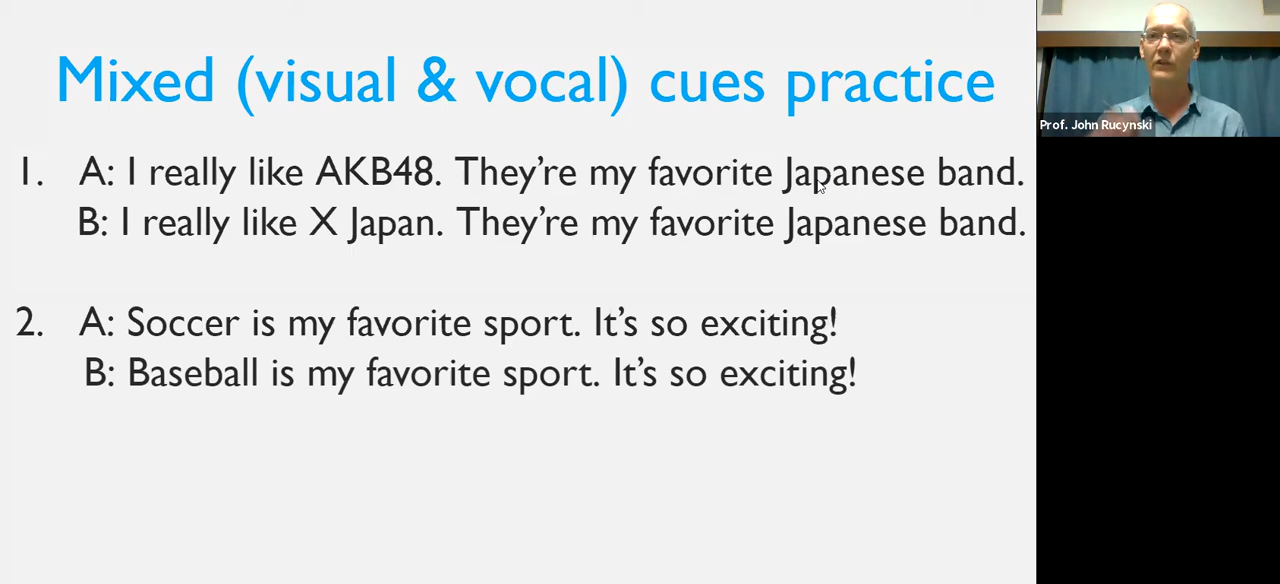 Mixed (visual & vocal) cues practice
Prof. John Rucynski
1. A: I really like AKB48. They’re my favorite Japanese band.
B: I really like X Japan. They’re my favorite Japanese band.
2. A: Soccer is my favorite sport. It’s so exciting!
B: Baseball is my favorite sport. It’s so exciting!